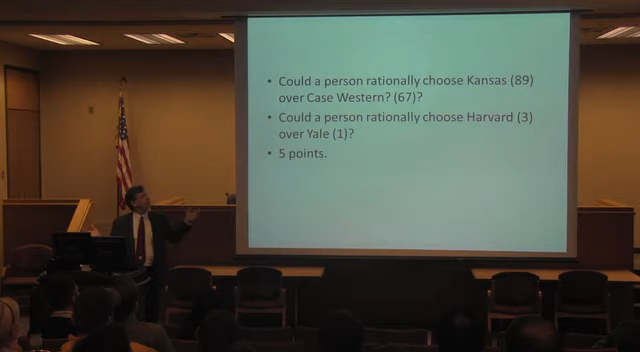 • Could a person rationally choose Kansas (89)
over Case Western? (67)?
• Could a person rationally choose Harvard (3)
over Yale (1)?
• 5 points.